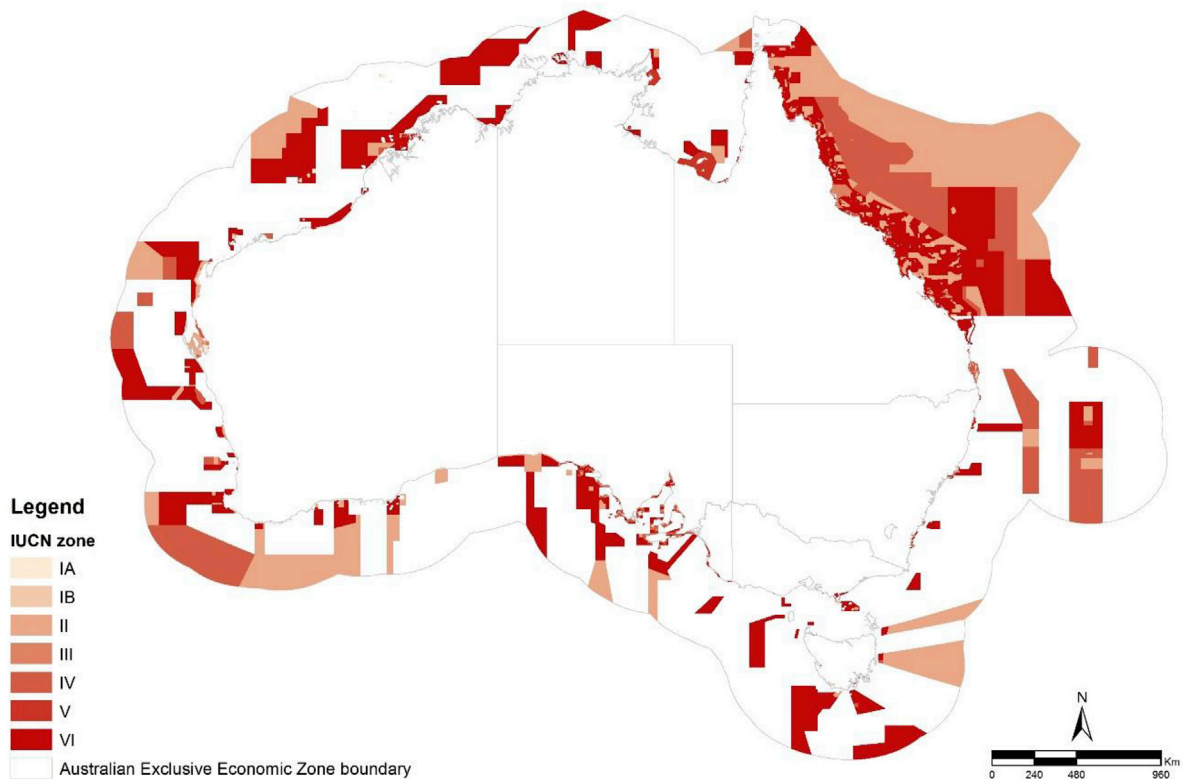 Legend
IUCN zone
IA
IB
II
III
IV
V
VI
Australian Exclusive Economic Zone boundary
N
Km
0 240 480 960